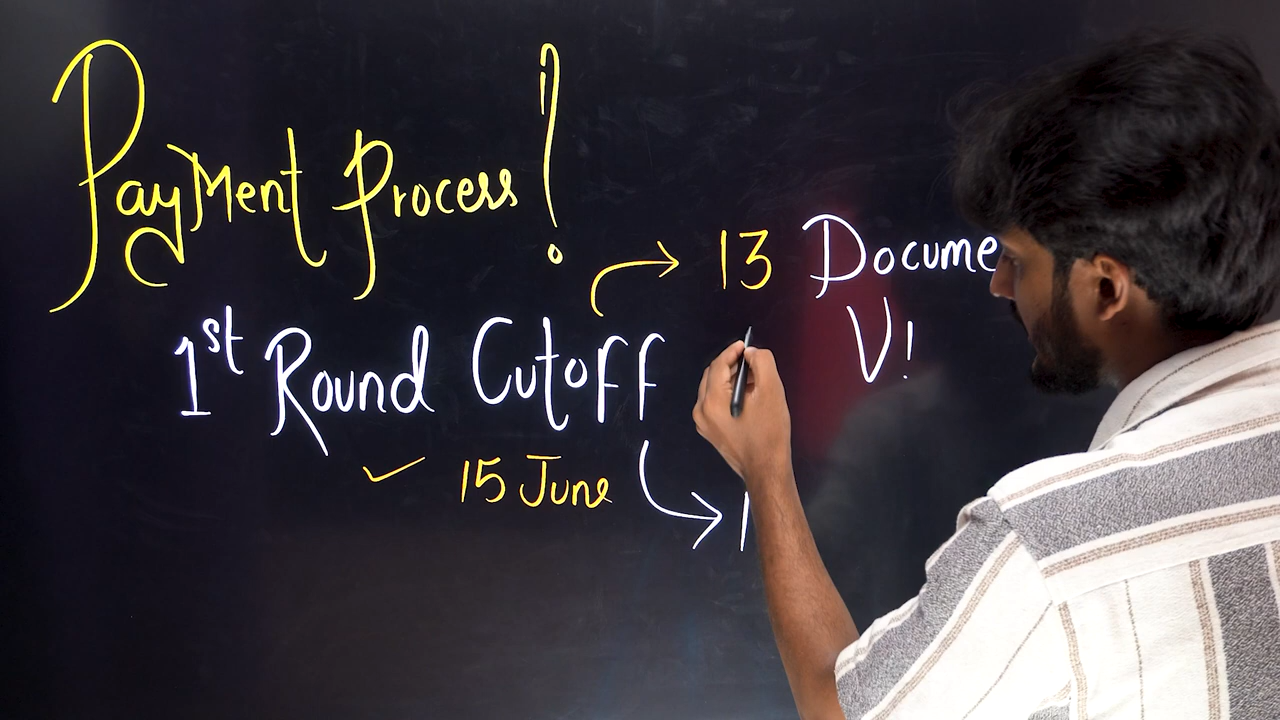 Payment Process?
13 Docume
V!
1st Round Cutoff
15 June